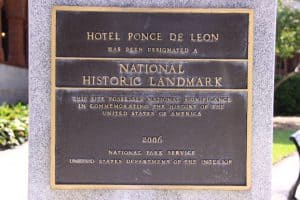 HOTEL PONCE DE LEON
HAS BEEN DESIGNATED A
NATIONAL
HISTORIC LANDMARK
THIS SITE POSSESSES NATIONAL SIGNIFICANCE
IN COMMEMORATING THE HISTORY OF THE
UNITED STATES OF AMERICA
2006
NATIONAL PARK SERVICE
UNITED STATES DEPARTMENT OF THE INTERIOR